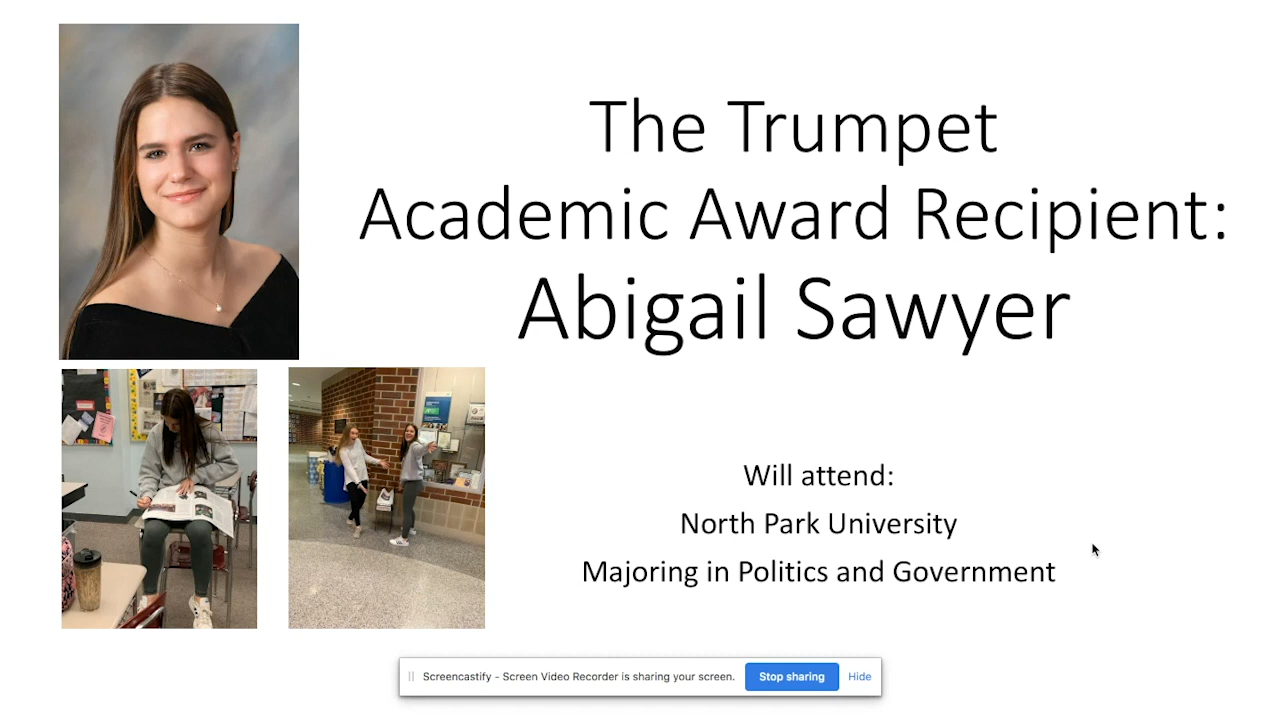 The Trumpet
Academic Award Recipient:
Abigail Sawyer
Will attend:
North Park University
Majoring in Politics and Government
Screencastify - Screen Video Recorder is sharing your screen.
Stop sharing
Hide